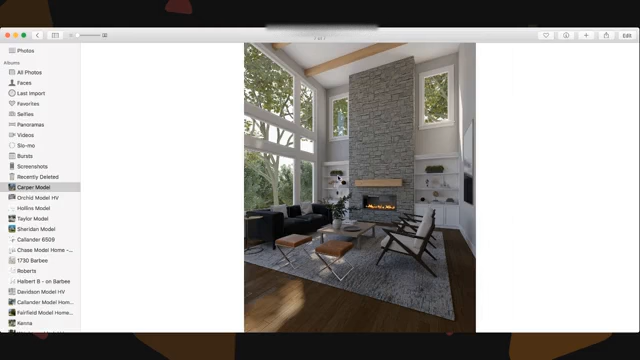 Edit
Photos
Albums
All Photos
Faces
Last Import
Favorites
Selfies
Panoramas
Videos
Slo-mo
Bursts
Screenshots
Recently Deleted
Carper Model
Orchid Model HV
Hollins Model
Taylor Model
Sheridan Model
Callander 6509
Chase Model Home -...
1730 Barbee
Roberts
Halbert B - on Barbee
Davidson Model HV
Callander Model Hom...
Fairfield Model Home...
Kenna